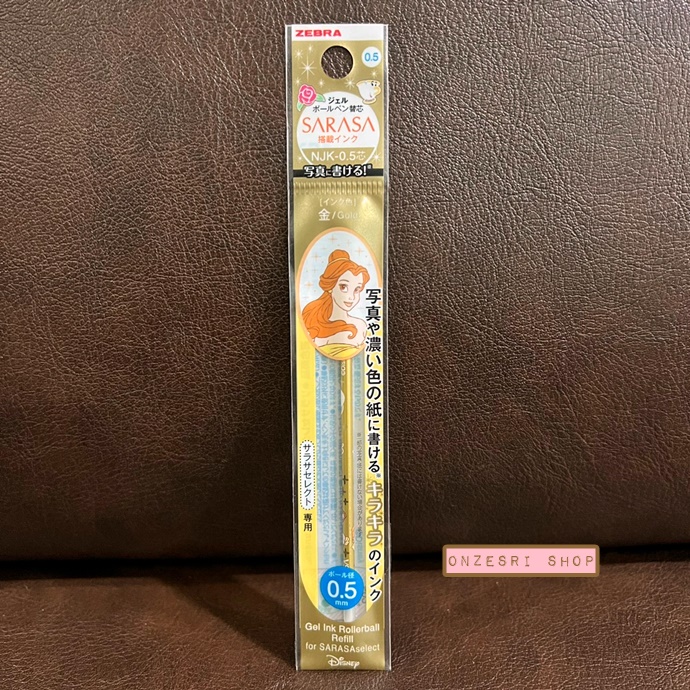 ZEBRA
0.5
ジェル
ボールペン替芯
SARASA
搭載インク
NJK-0.5芯
写真に書ける!※
[インク色]
金/Gold
写真や濃い色の紙に書ける。※
キラキラのインク
サラサセレクト
専用
ボール径
0.5
mm
Gel Ink Rollerball
Refill
for SARASAselect
Disney
ONZESRI SHOP